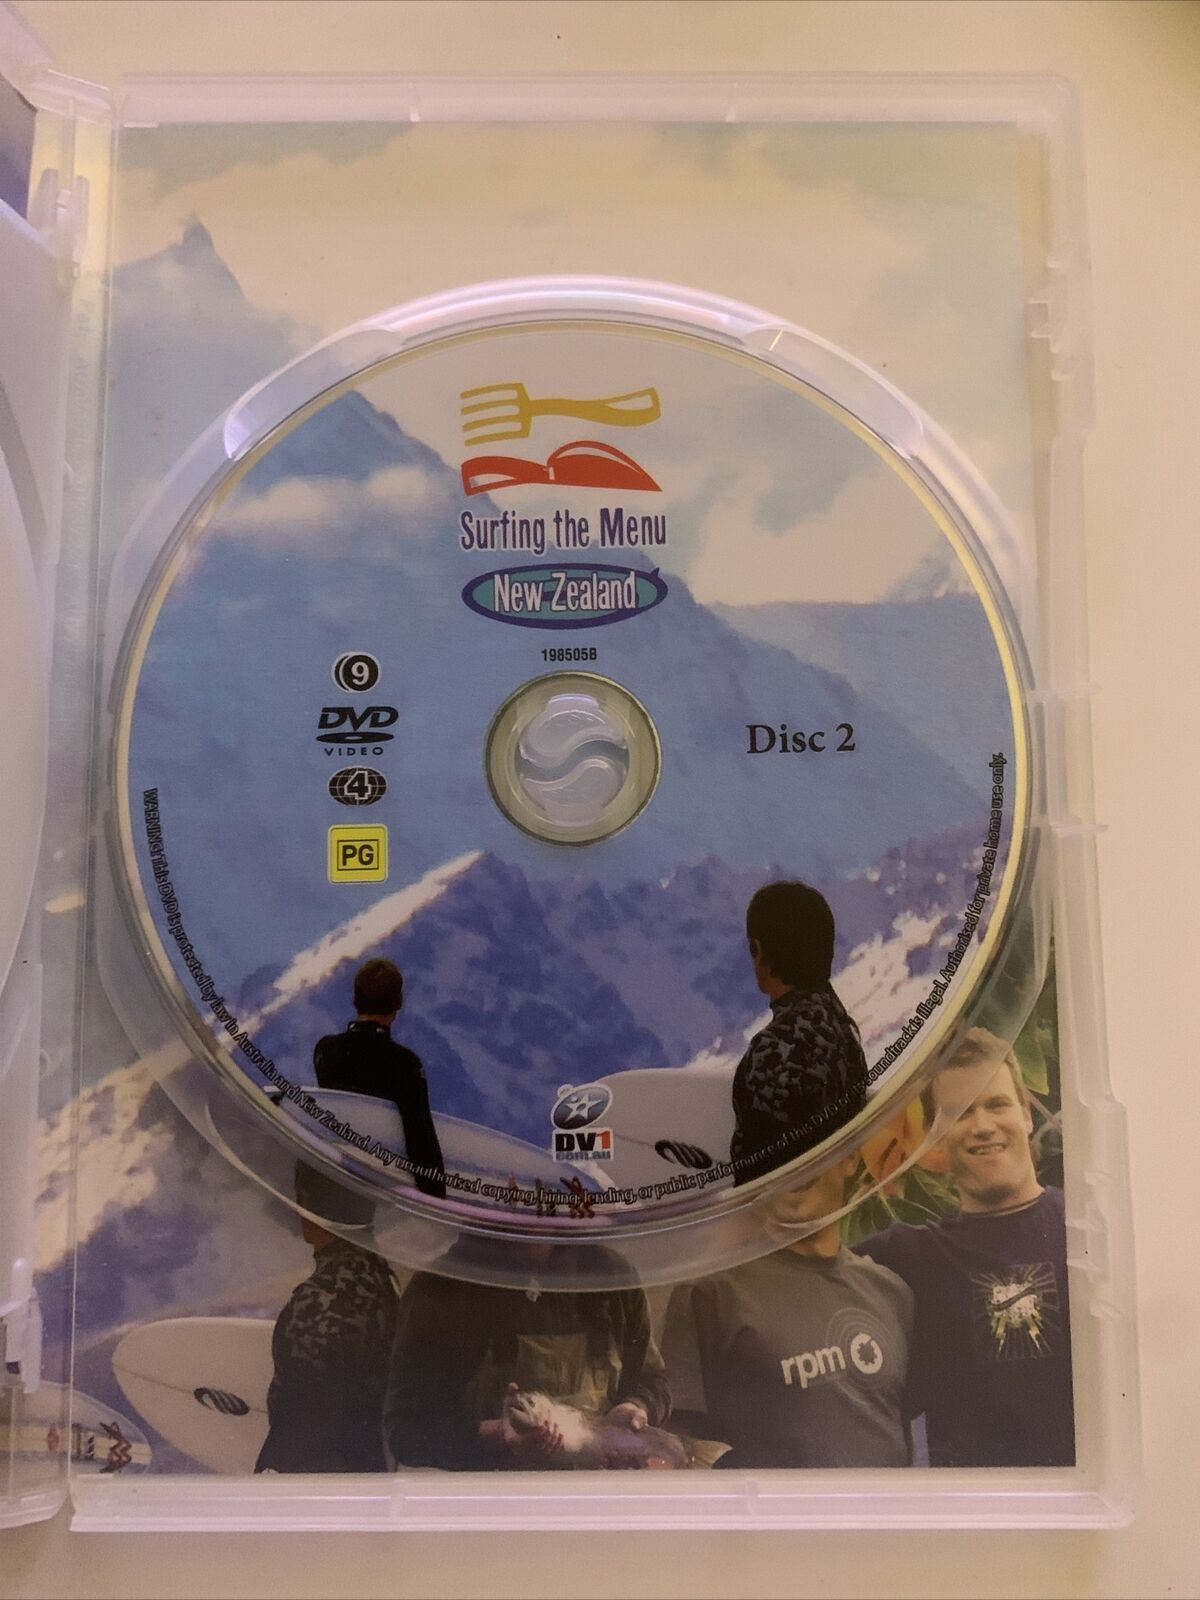 Surfing the Menu
New Zealand
198505B
9
DVD
VIDEO
4
PG
Disc 2
DV1
com.au
WARNING: This DVD is protected by law in Australia and New Zealand. Any unauthorised copying, hiring, lending, or public performance of this DVD or its soundtrack is illegal. Authorised for private home use only.
rpm